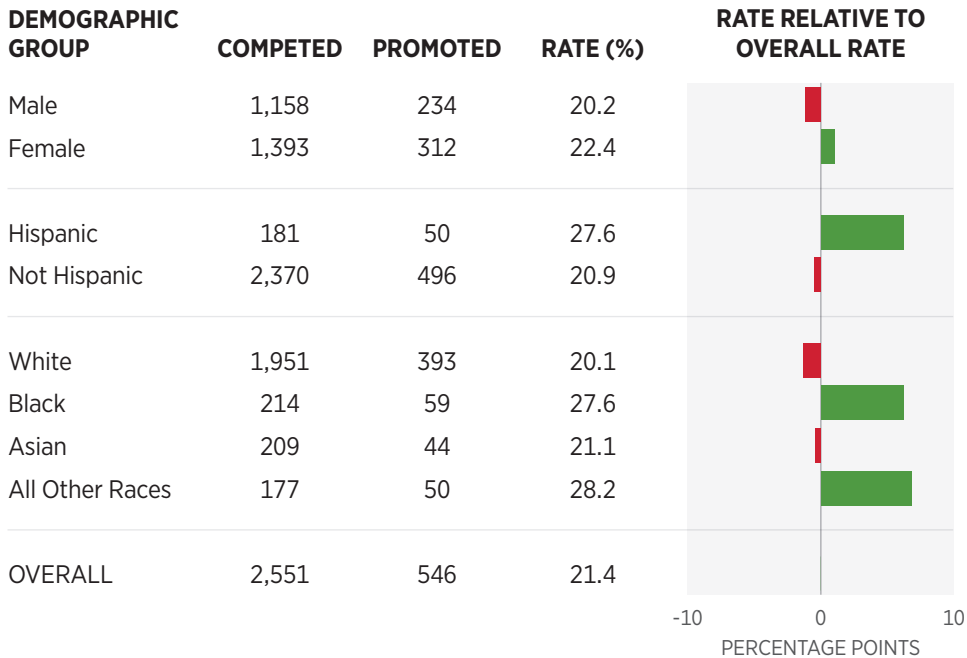 DEMOGRAPHIC GROUP COMPETED PROMOTED RATE (%) RATE RELATIVE TO OVERALL RATE
Male 1,158 234 20.2
Female 1,393 312 22.4
Hispanic 181 50 27.6
Not Hispanic 2,370 496 20.9
White 1,951 393 20.1
Black 214 59 27.6
Asian 209 44 21.1
All Other Races 177 50 28.2
OVERALL 2,551 546 21.4
-10 0 10
PERCENTAGE POINTS